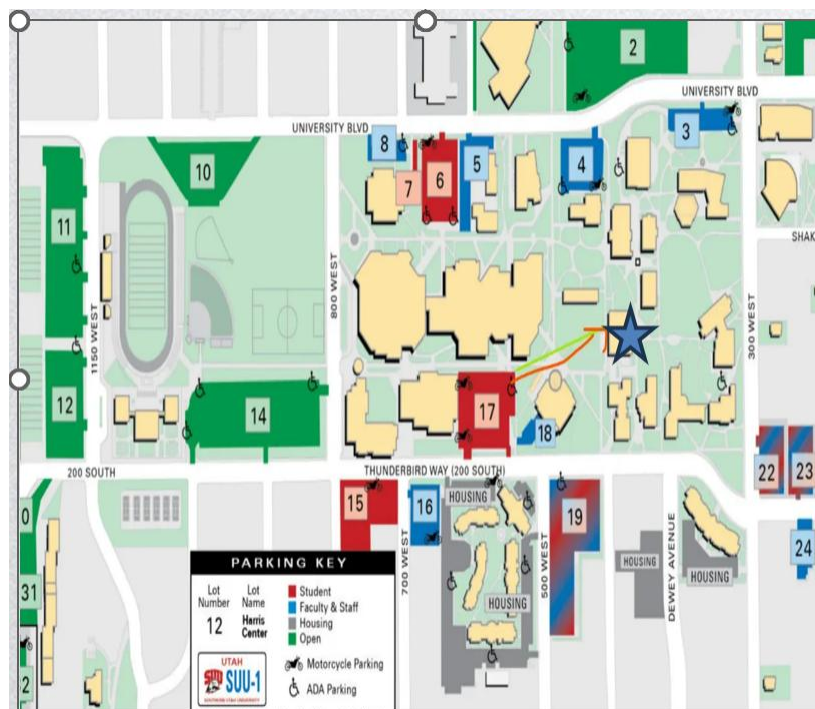 2
UNIVERSITY BLVD
3
UNIVERSITY BLVD
8
7
6
5
4
10
11
SHAK
800 WEST
300 WEST
1150 WEST
12
14
17
18
22
23
200 SOUTH
THUNDERBIRD WAY (200 SOUTH)
15
16
HOUSING
19
24
0
31
2
700 WEST
500 WEST
DEWEY AVENUE
HOUSING
HOUSING
HOUSING
PARKING KEY
Lot Number
Lot Name
12
Harris Center
Student
Faculty & Staff
Housing
Open
Motorcycle Parking
ADA Parking
UTAH
SUU SUU-1